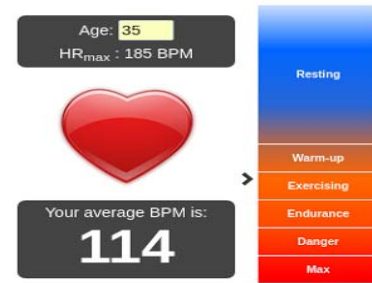 Age: 35
HRmax : 185 BPM
Your average BPM is:
114
Resting
Warm-up
Exercising
Endurance
Danger
Max